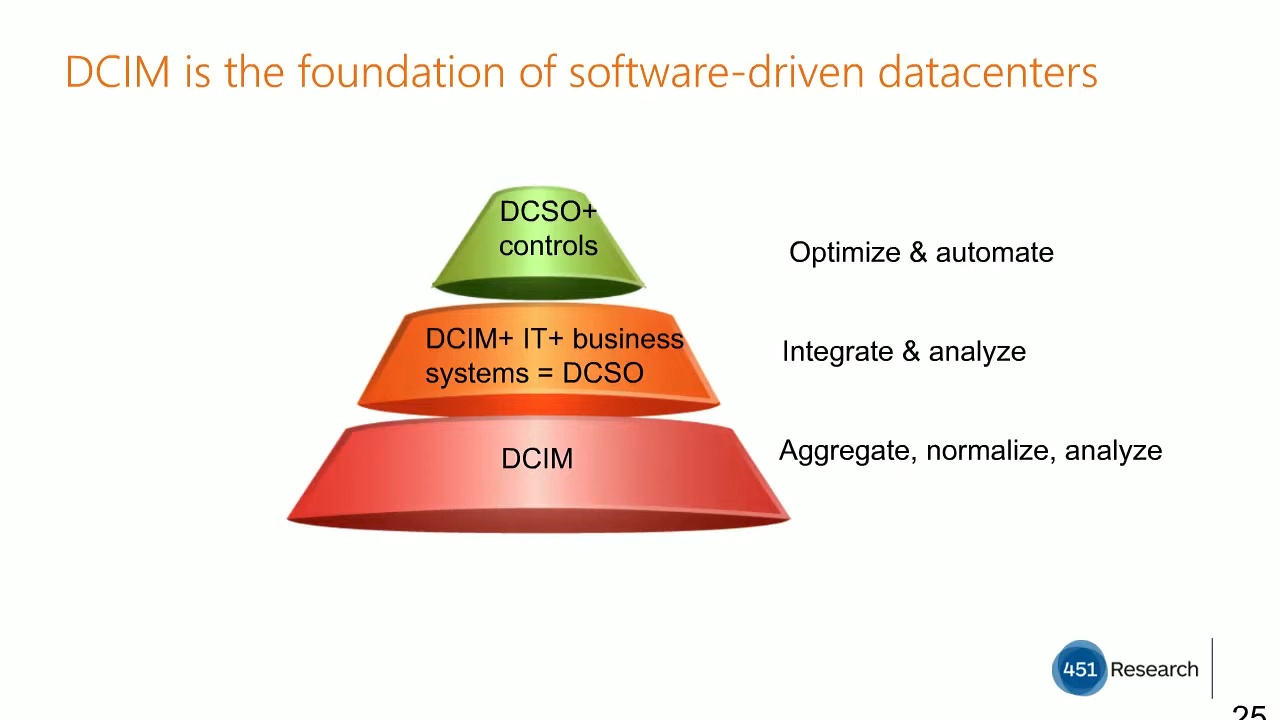 DCIM is the foundation of software-driven datacenters
DCSO+
controls
Optimize & automate
DCIM+ IT+ business
systems = DCSO
Integrate & analyze
DCIM
Aggregate, normalize, analyze
451 Research
25